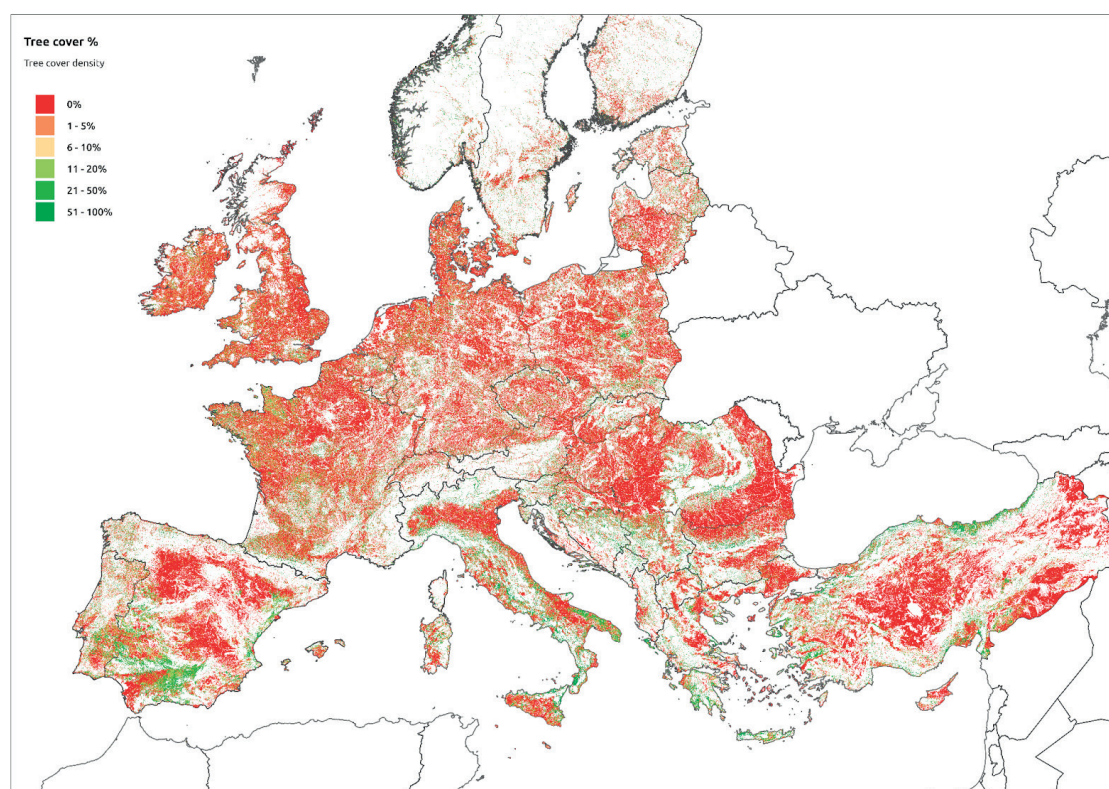 Tree cover %
Tree cover density
0%
1 - 5%
6 - 10%
11 - 20%
21 - 50%
51 - 100%